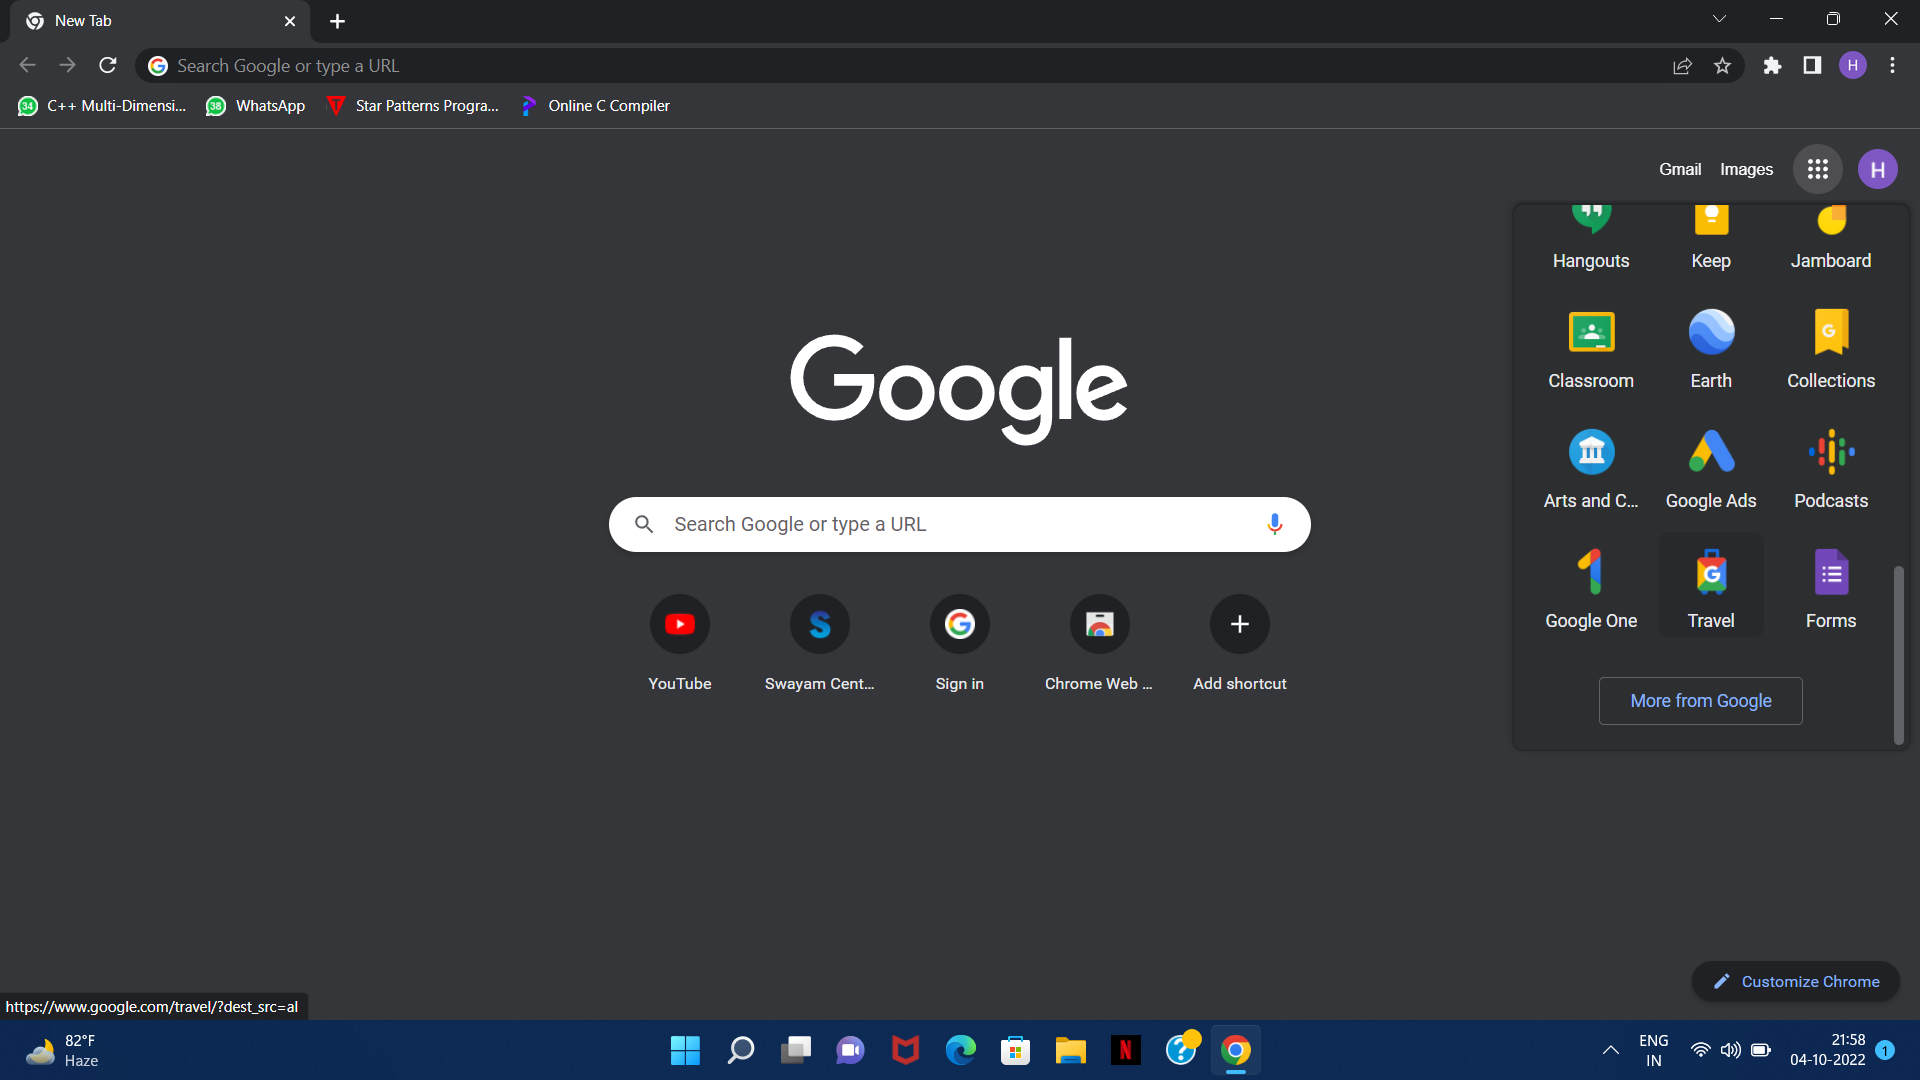 New Tab
Search Google or type a URL
34 C++ Multi-Dimensi...
38 WhatsApp
Star Patterns Progra...
Online C Compiler
Gmail Images H
Hangouts Keep Jamboard
Classroom Earth Collections
Arts and C... Google Ads Podcasts
Google One Travel Forms
More from Google
Google
Search Google or type a URL
YouTube Swayam Cent... Sign in Chrome Web ... Add shortcut
Customize Chrome
https://www.google.com/travel/?dest_src=al
82°F
Haze
ENG
IN
21:58
04-10-2022
1